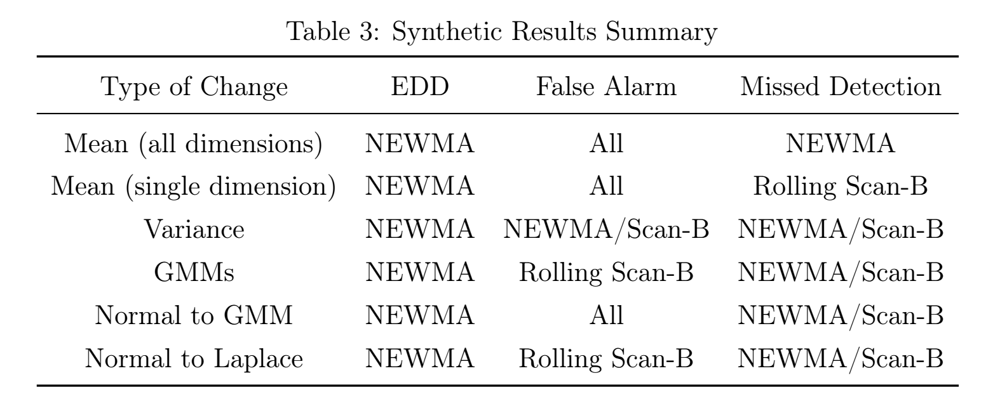 Table 3: Synthetic Results Summary
Type of Change EDD False Alarm Missed Detection
Mean (all dimensions) NEWMA All NEWMA
Mean (single dimension) NEWMA All Rolling Scan-B
Variance NEWMA NEWMA/Scan-B NEWMA/Scan-B
GMMs NEWMA Rolling Scan-B NEWMA/Scan-B
Normal to GMM NEWMA All NEWMA/Scan-B
Normal to Laplace NEWMA Rolling Scan-B NEWMA/Scan-B